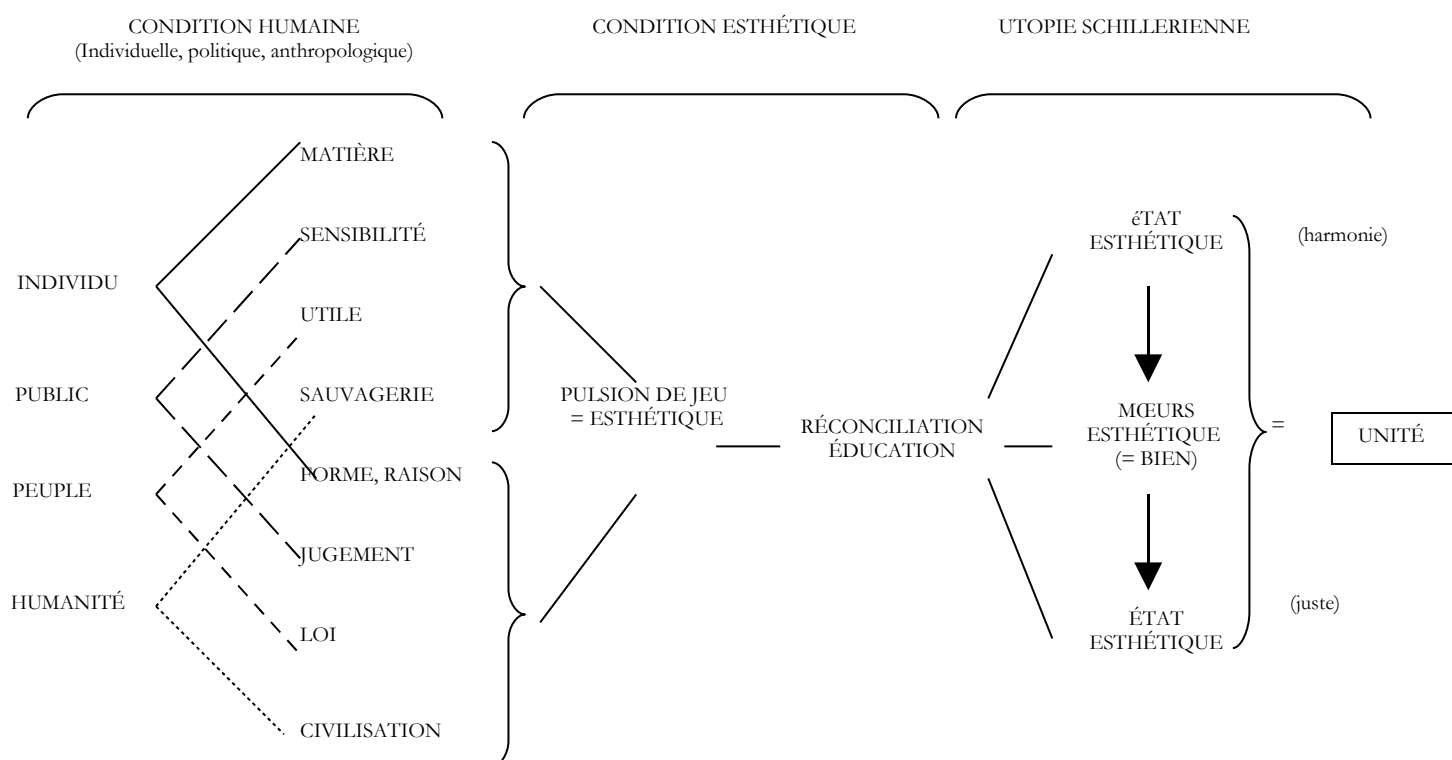 CONDITION HUMAINE
(Individuelle, politique, anthropologique)
CONDITION ESTHÉTIQUE
UTOPIE SCHILLERIENNE
INDIVIDU
PUBLIC
PEUPLE
HUMANITÉ
MATIÈRE
SENSIBILITÉ
UTILE
SAUVAGERIE
FORME, RAISON
JUGEMENT
LOI
CIVILISATION
PULSION DE JEU
= ESTHÉTIQUE
RÉCONCILIATION
ÉDUCATION
éTAT
ESTHÉTIQUE
(harmonie)
MŒURS
ESTHÉTIQUE
(= BIEN)
=
UNITÉ
ÉTAT
ESTHÉTIQUE
(juste)